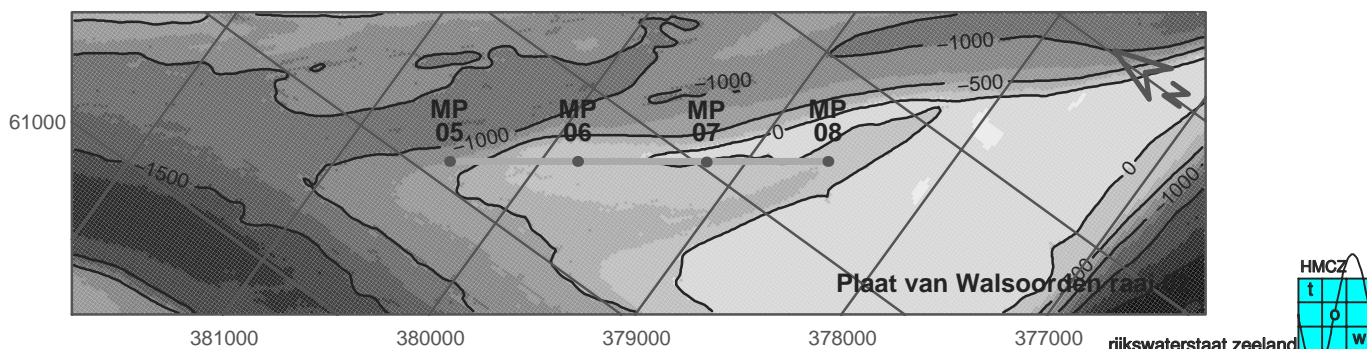 −1000
−1000
−500
MP MP MP MP
05 06 07 08
61000
−1000
0
−1500
0
−1000
Plaat van Walsoorden raai
HMCZ
t
o
w
381000 380000 379000 378000 377000
rijkswaterstaat zeeland